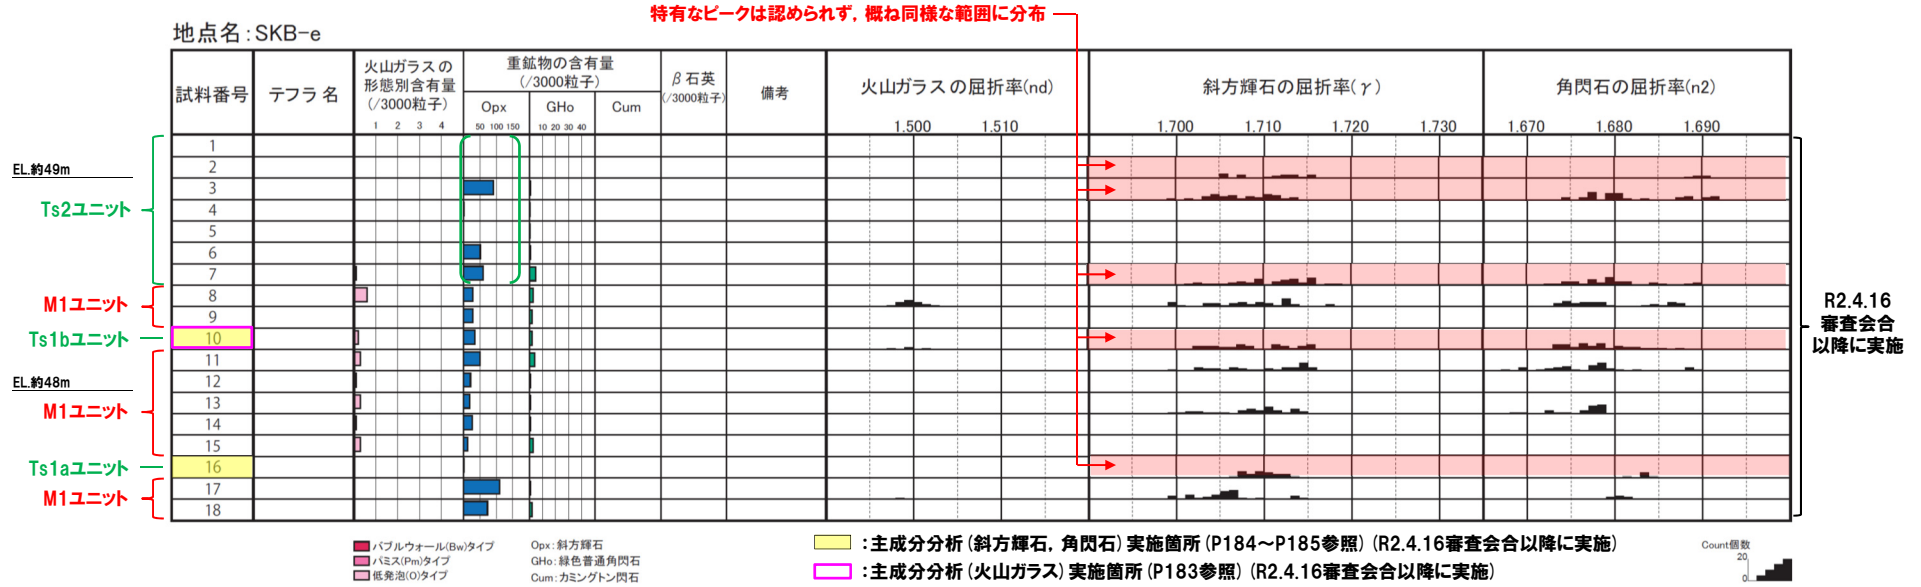 特有なピークは認められず，概ね同様な範囲に分布
地点名：SKB-e
試料番号 テフラ名 火山ガラスの形態別含有量(/3000粒子) 重鉱物の含有量(/3000粒子) β石英(/3000粒子) 備考 火山ガラスの屈折率(nd) 斜方輝石の屈折率(γ) 角閃石の屈折率(n2)
Opx GHo Cum
1 2 3 4 50 100 150 10 20 30 40 1.500 1.510 1.700 1.710 1.720 1.730 1.670 1.680 1.690
1
2
3
4
5
6
7
8
9
10
11
12
13
14
15
16
17
18
EL.約49m
Ts2ユニット
M1ユニット
Ts1bユニット
EL.約48m
M1ユニット
Ts1aユニット
M1ユニット
R2.4.16
審査会合
以降に実施
バブルウォール(Bw)タイプ
パミス(Pm)タイプ
低発泡(O)タイプ
Opx：斜方輝石
GHo：緑色普通角閃石
Cum：カミングトン閃石
：主成分分析(斜方輝石，角閃石)実施箇所(P184～P185参照)(R2.4.16審査会合以降に実施)
：主成分分析(火山ガラス)実施箇所(P183参照)(R2.4.16審査会合以降に実施)
Count個数
20
0